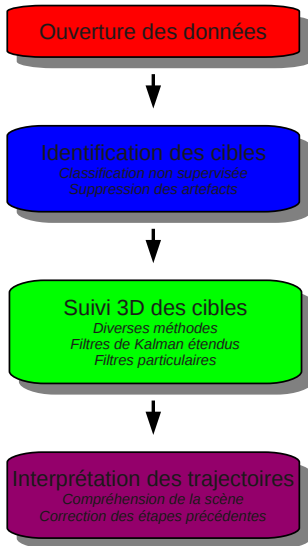 Ouverture des données
Identification des cibles
Classification non supervisée
Suppression des artefacts
Suivi 3D des cibles
Diverses méthodes
Filtres de Kalman étendus
Filtres particulaires
Interprétation des trajectoires
Compréhension de la scène
Correction des étapes précédentes